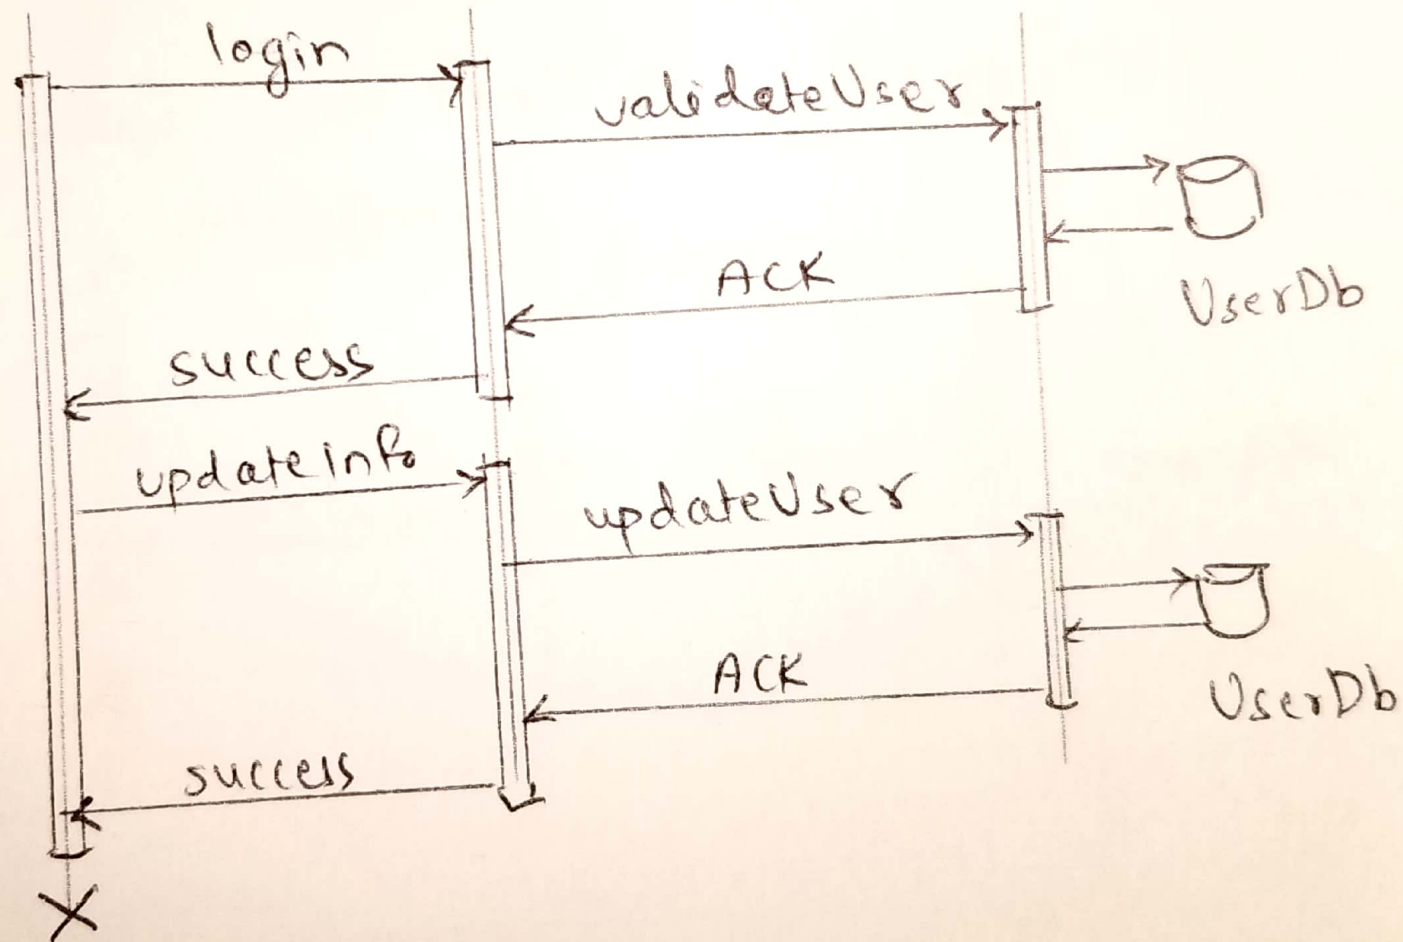 login
validateUser
ACK
UserDb
success
updateinfo
updateUser
ACK
UserDb
success